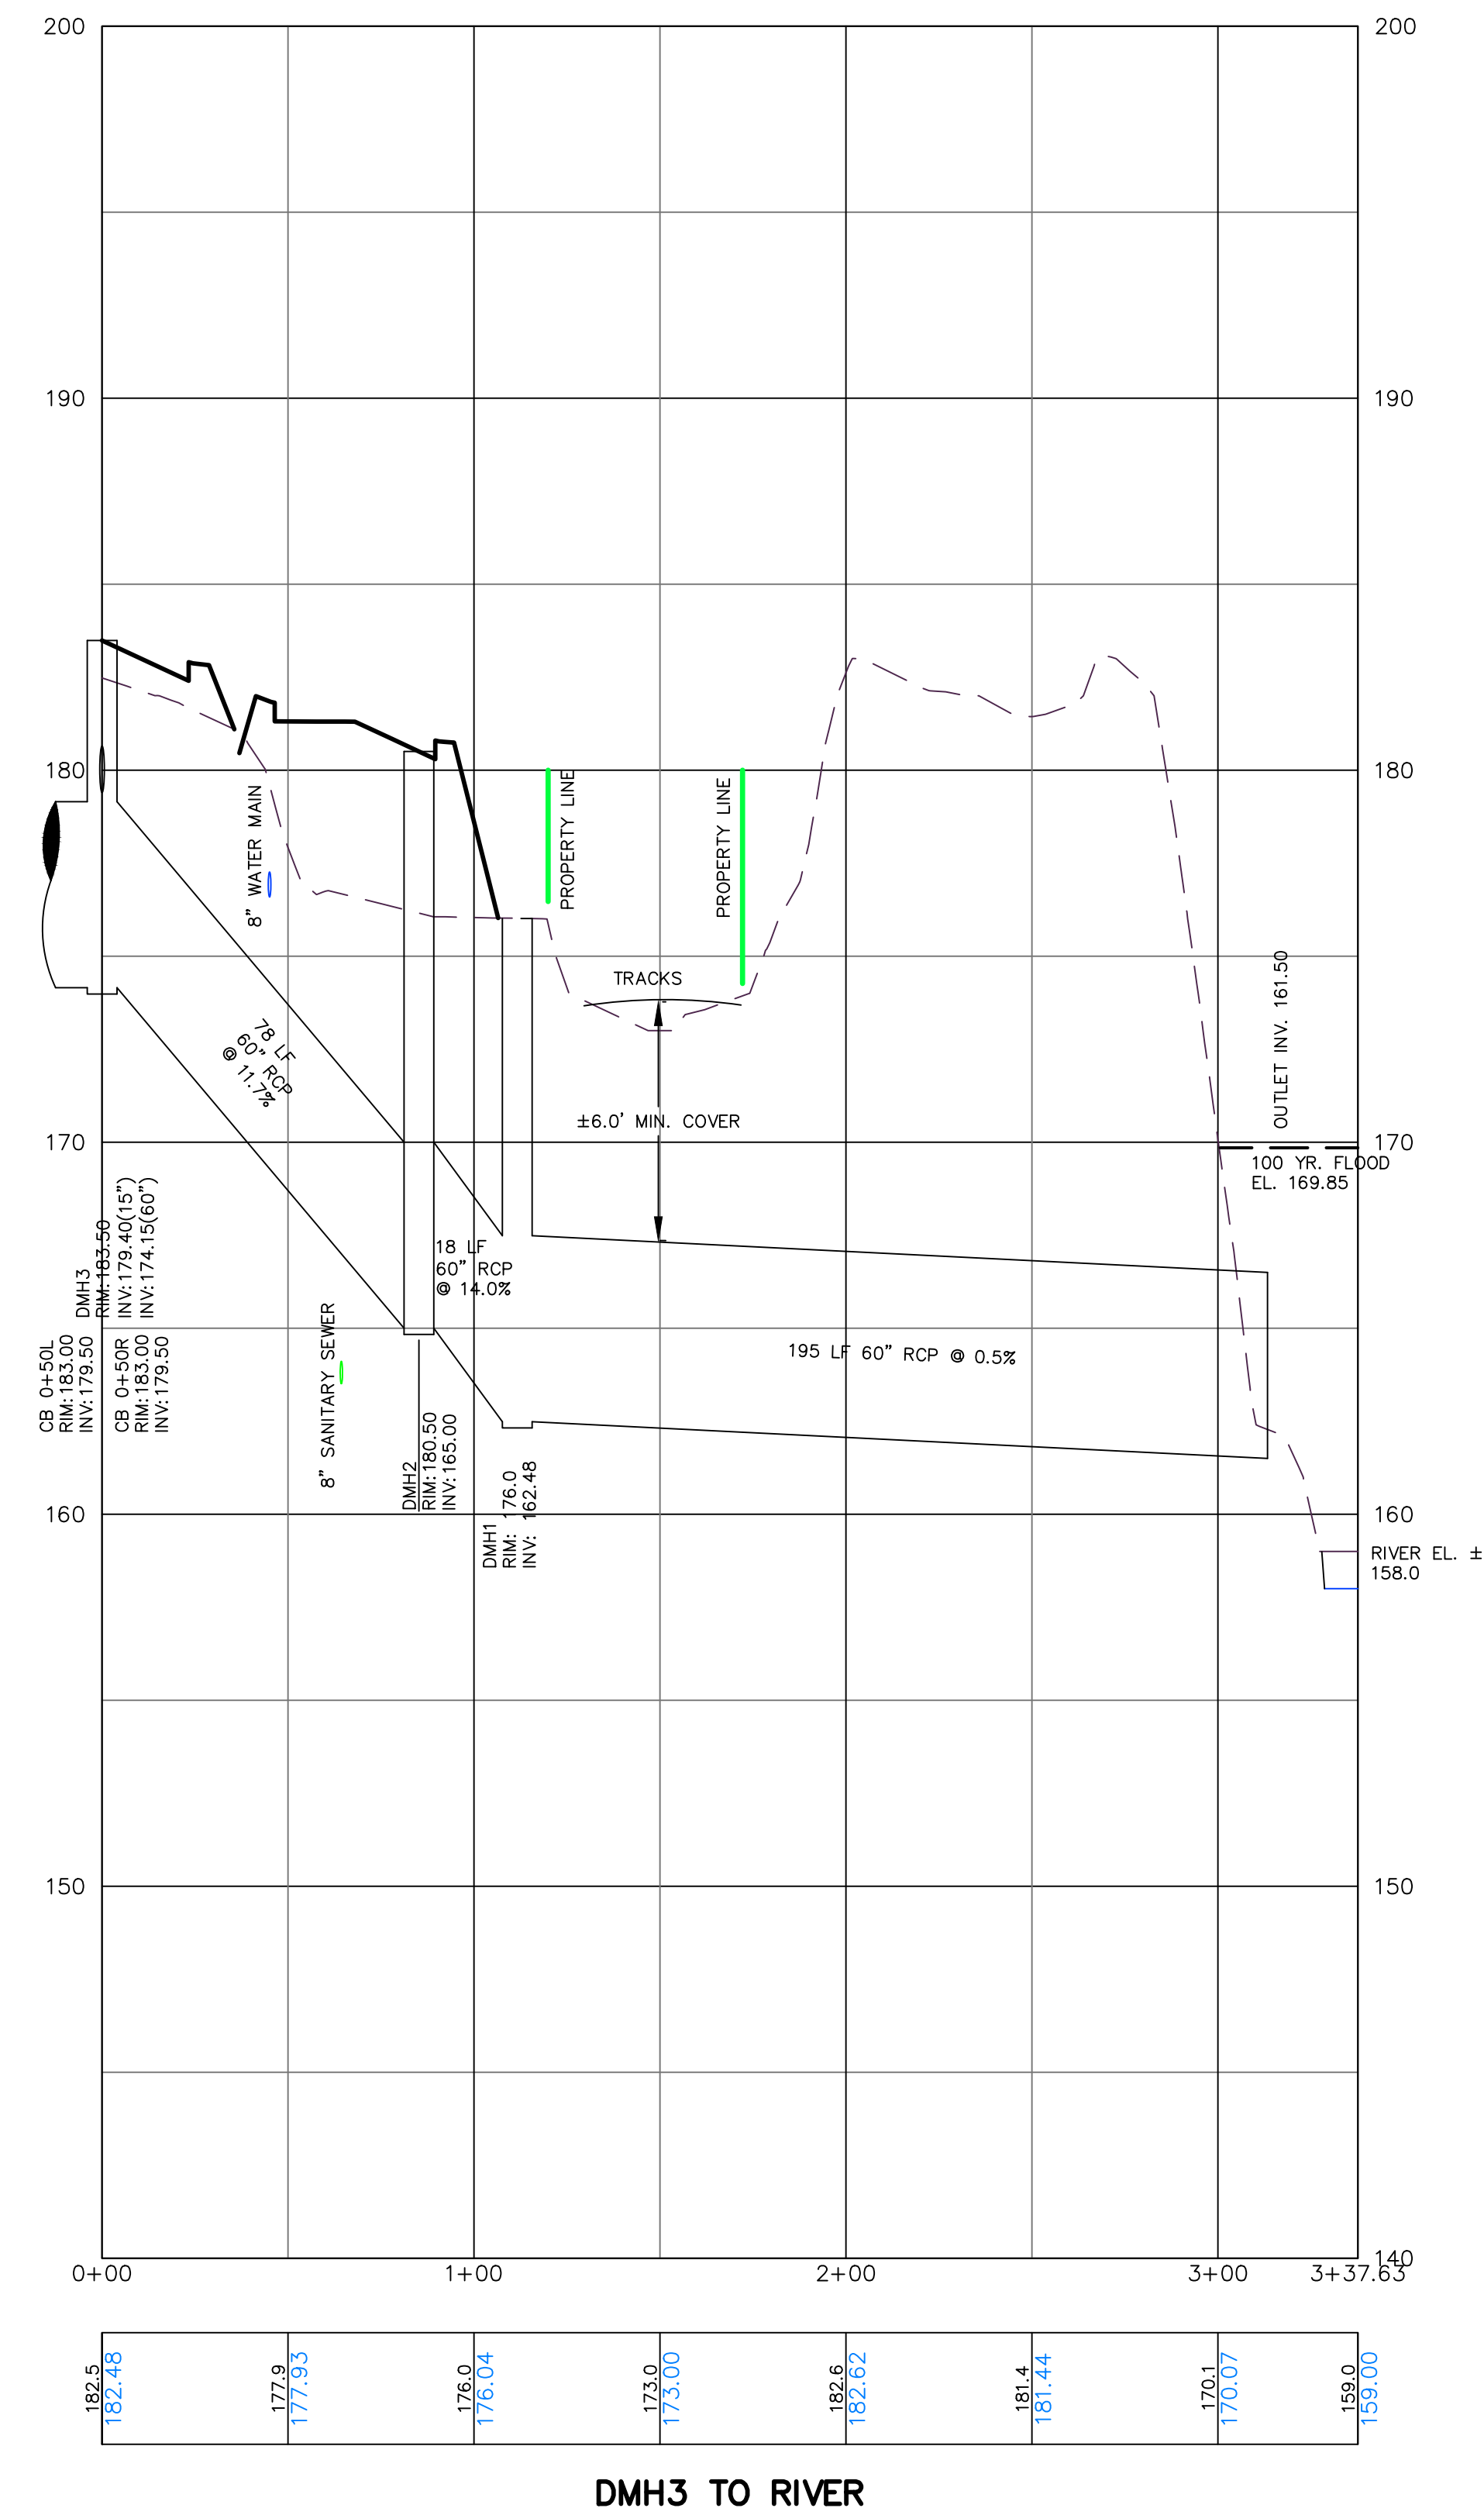 200
200
190
190
180
180
PROPERTY LINE
PROPERTY LINE
8" WATER MAIN
TRACKS
OUTLET INV. 161.50
78 LF
60" RCP
@ 11.7%
±6.0' MIN. COVER
170
170
100 YR. FLOOD
EL. 169.85
DMH3
RIM:183.50
INV:179.40(15")
INV:174.15(60")
CB 0+50L
RIM:183.00
INV:179.50
CB 0+50R
RIM:183.00
INV:179.50
18 LF
60" RCP
@ 14.0%
8" SANITARY SEWER
195 LF 60" RCP @ 0.5%
DMH2
RIM:180.50
INV:165.00
DMH1
RIM: 176.0
INV: 162.48
160
160
RIVER EL. ±
158.0
150
150
140
0+00
1+00
2+00
3+00
3+37.63
182.5
182.48
177.9
177.93
176.0
176.04
173.0
173.00
182.6
182.62
181.4
181.44
170.1
170.07
159.0
159.00
DMH3 TO RIVER